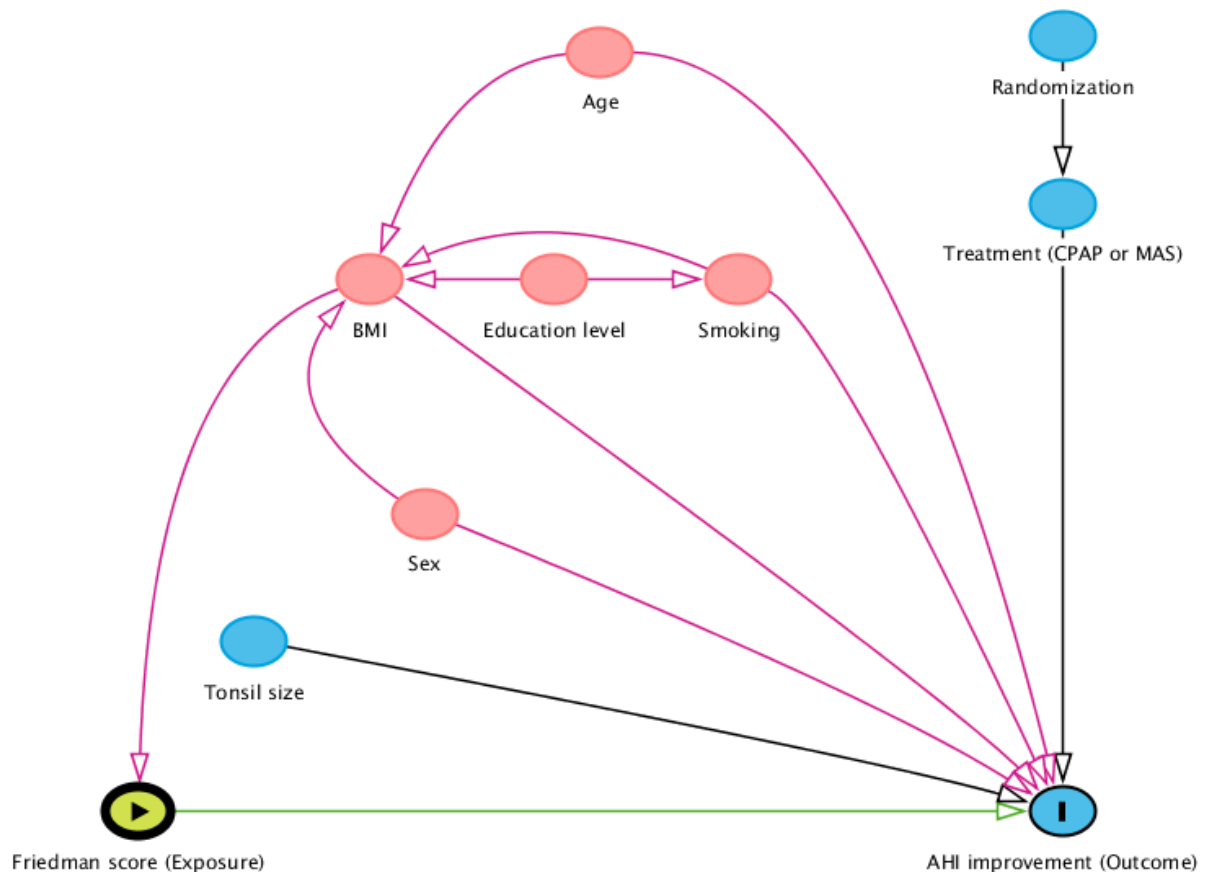 Age
Randomization
Treatment (CPAP or MAS)
BMI
Education level
Smoking
Sex
Tonsil size
Friedman score (Exposure)
AHI improvement (Outcome)